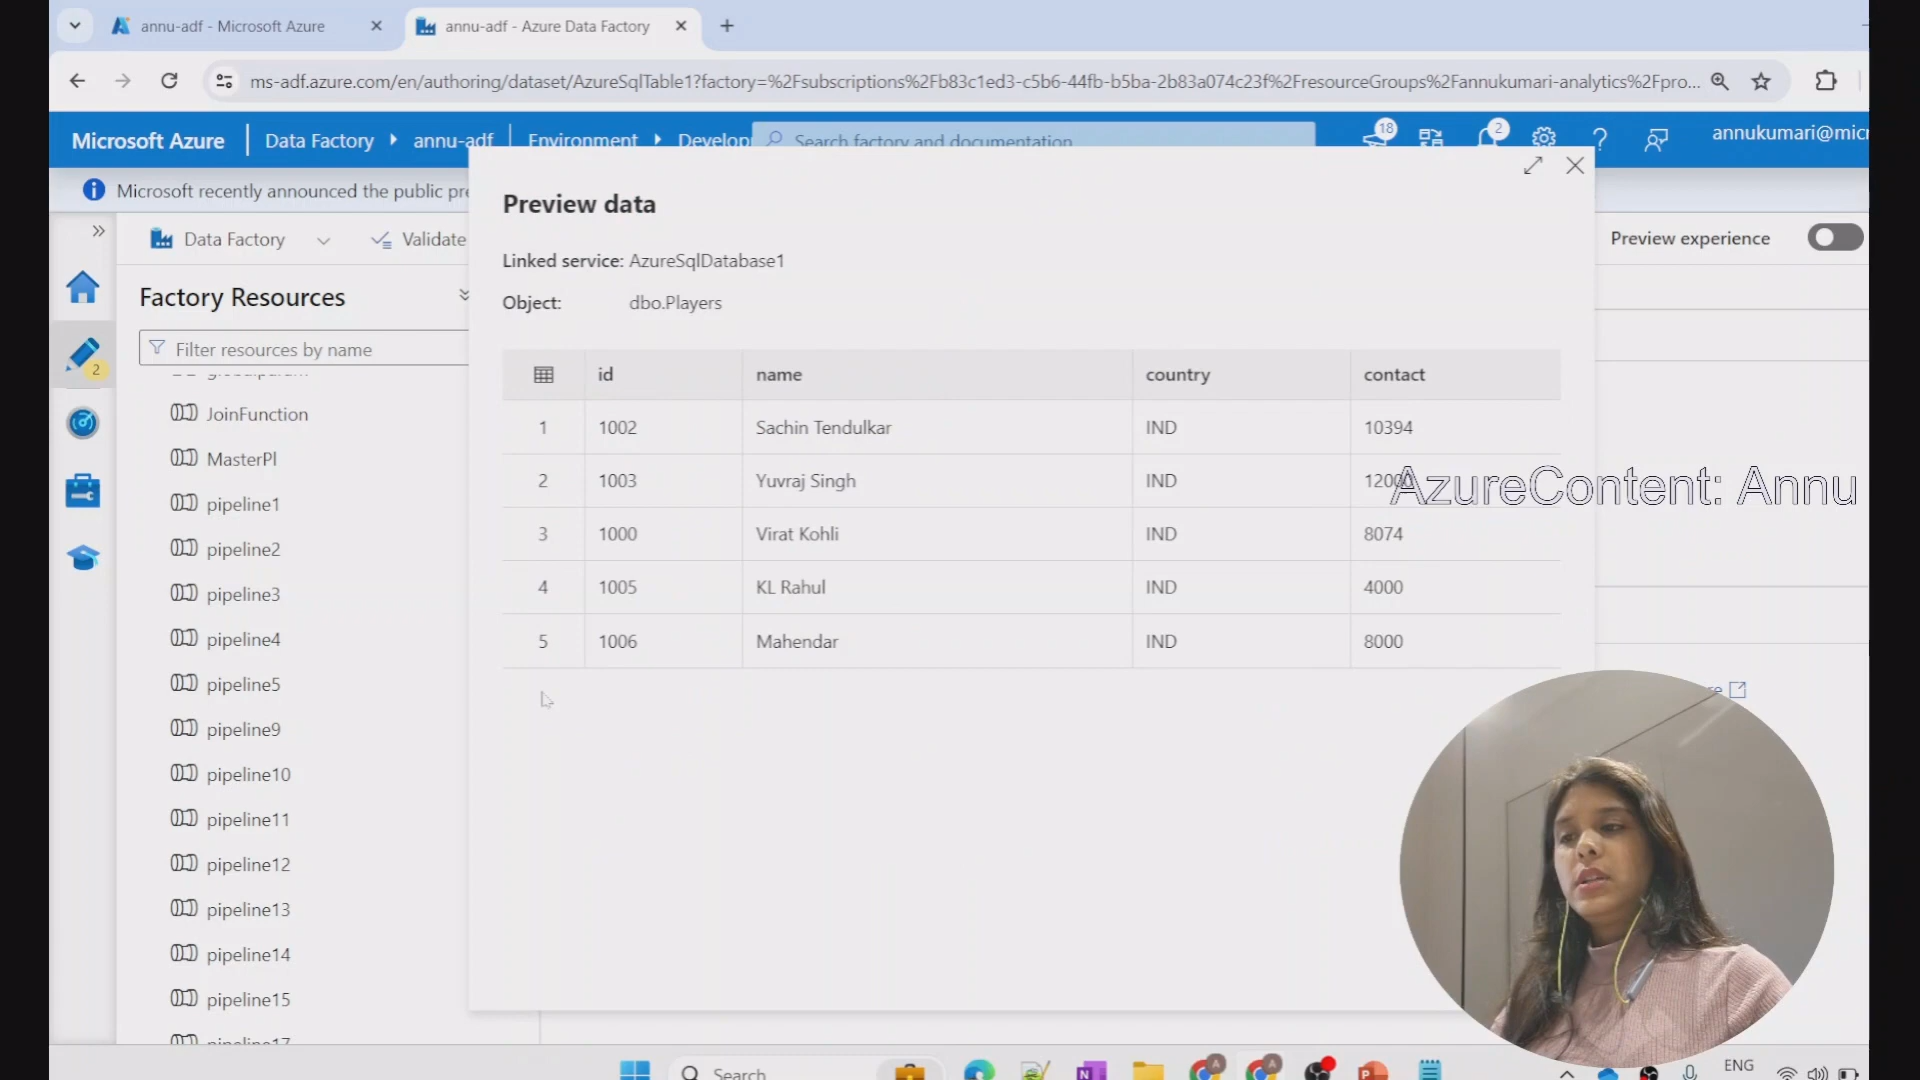 annu-adf - Microsoft Azure
annu-adf - Azure Data Factory
ms-adf.azure.com/en/authoring/dataset/AzureSqlTable1?factory=%2Fsubscriptions%2Fb83c1ed3-c5b6-44fb-b5ba-2b83a074c23f%2FresourceGroups%2Fannukumari-analytics%2Fpro...
Microsoft Azure
Data Factory
annu-adf
Environment
Develop
Search factory and documentation
18
2
annukumari@micr
Microsoft recently announced the public pre
Data Factory
Validate
Preview experience
Factory Resources
Filter resources by name
2
JoinFunction
MasterPl
pipeline1
pipeline2
pipeline3
pipeline4
pipeline5
pipeline9
pipeline10
pipeline11
pipeline12
pipeline13
pipeline14
pipeline15
pipeline17
Preview data
Linked service: AzureSqlDatabase1
Object: dbo.Players
id name country contact
1 1002 Sachin Tendulkar IND 10394
2 1003 Yuvraj Singh IND 12000
3 1000 Virat Kohli IND 8074
4 1005 KL Rahul IND 4000
5 1006 Mahendar IND 8000
AzureContent: Annu
Search
ENG